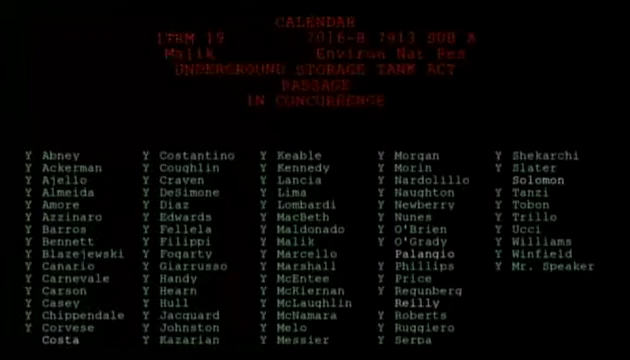 CALENDAR
ITEM 19 2016-H 7913 SUB A
Malik Environ Nat Res
UNDERGROUND STORAGE TANK ACT
PASSAGE
IN CONCURRENCE
Y Abney Y Costantino Y Keable Y Morgan Y Shekarchi
Y Ackerman Y Coughlin Y Kennedy Y Morin Y Slater
Y Ajello Y Craven Y Lancia Y Nardolillo Solomon
Y Almeida Y DeSimone Y Lima Y Naughton Y Tanzi
Y Amore Y Diaz Y Lombardi Y Newberry Y Tobon
Y Azzinaro Y Edwards Y MacBeth Y Nunes Y Trillo
Y Barros Y Fellela Y Maldonado Y O'Brien Y Ucci
Y Bennett Y Filippi Y Malik Y O'Grady Y Williams
Y Blazejewski Y Fogarty Y Marcello Palangio Y Winfield
Y Canario Y Giarrusso Y Marshall Y Phillips Y Mr. Speaker
Y Carnevale Y Handy Y McEntee Y Price
Y Carson Y Hearn Y McKiernan Y Regunberg
Y Casey Y Hull Y McLaughlin Reilly
Y Chippendale Y Jacquard Y McNamara Y Roberts
Y Corvese Y Johnston Y Melo Y Ruggiero
Costa Y Kazarian Y Messier Y Serpa